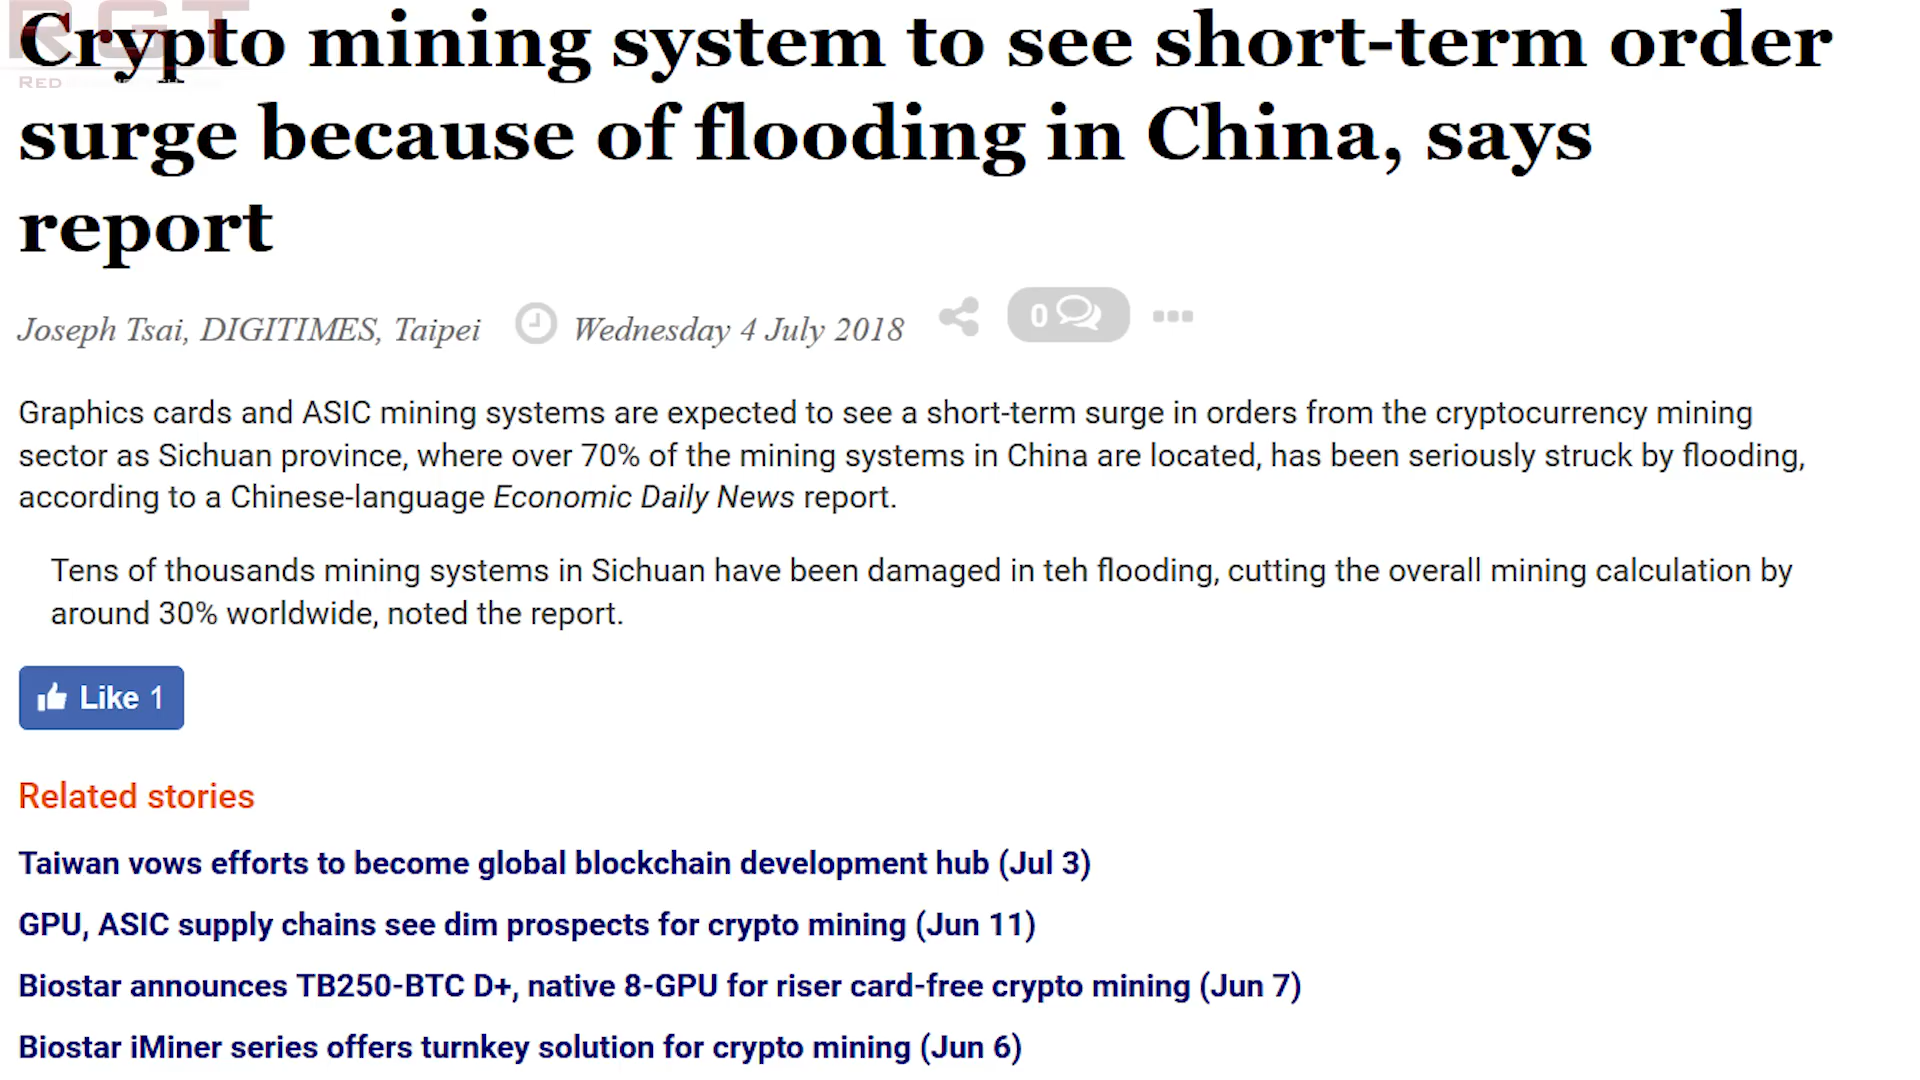 RGT
RED
Crypto mining system to see short-term order
surge because of flooding in China, says
report
Joseph Tsai, DIGITIMES, Taipei Wednesday 4 July 2018 0
Graphics cards and ASIC mining systems are expected to see a short-term surge in orders from the cryptocurrency mining
sector as Sichuan province, where over 70% of the mining systems in China are located, has been seriously struck by flooding,
according to a Chinese-language Economic Daily News report.
Tens of thousands mining systems in Sichuan have been damaged in teh flooding, cutting the overall mining calculation by
around 30% worldwide, noted the report.
Like 1
Related stories
Taiwan vows efforts to become global blockchain development hub (Jul 3)
GPU, ASIC supply chains see dim prospects for crypto mining (Jun 11)
Biostar announces TB250-BTC D+, native 8-GPU for riser card-free crypto mining (Jun 7)
Biostar iMiner series offers turnkey solution for crypto mining (Jun 6)